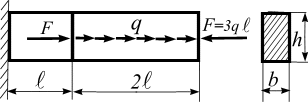 F q F=3qℓ h
ℓ 2ℓ b